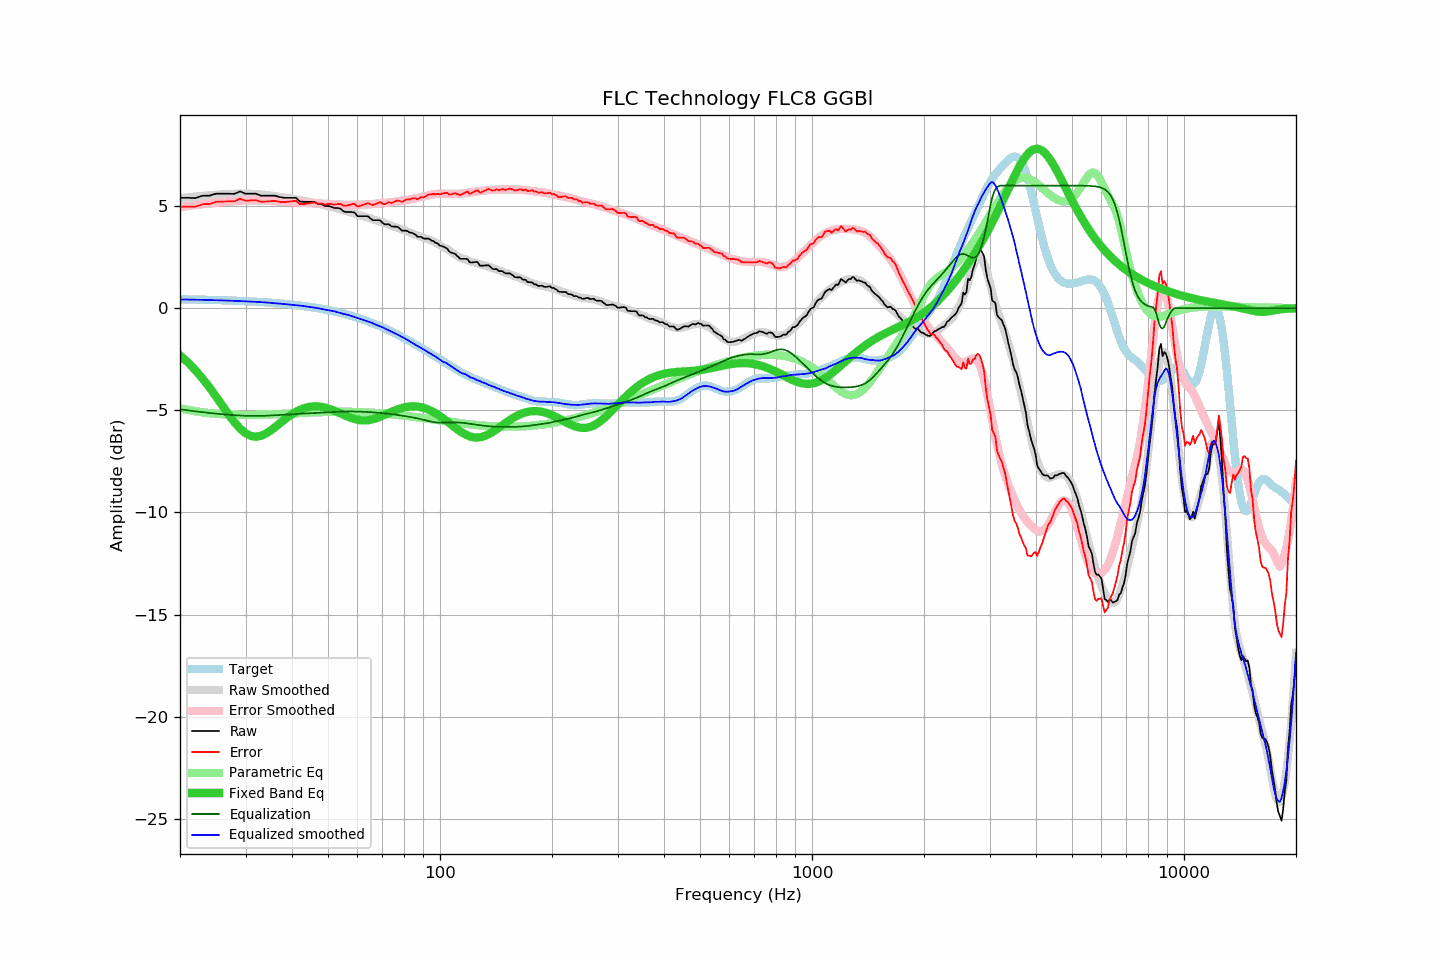 FLC Technology FLC8 GGBl
Amplitude (dBr)
5
0
−5
−10
−15
−20
−25
Target
Raw Smoothed
Error Smoothed
Raw
Error
Parametric Eq
Fixed Band Eq
Equalization
Equalized smoothed
100
1000
10000
Frequency (Hz)